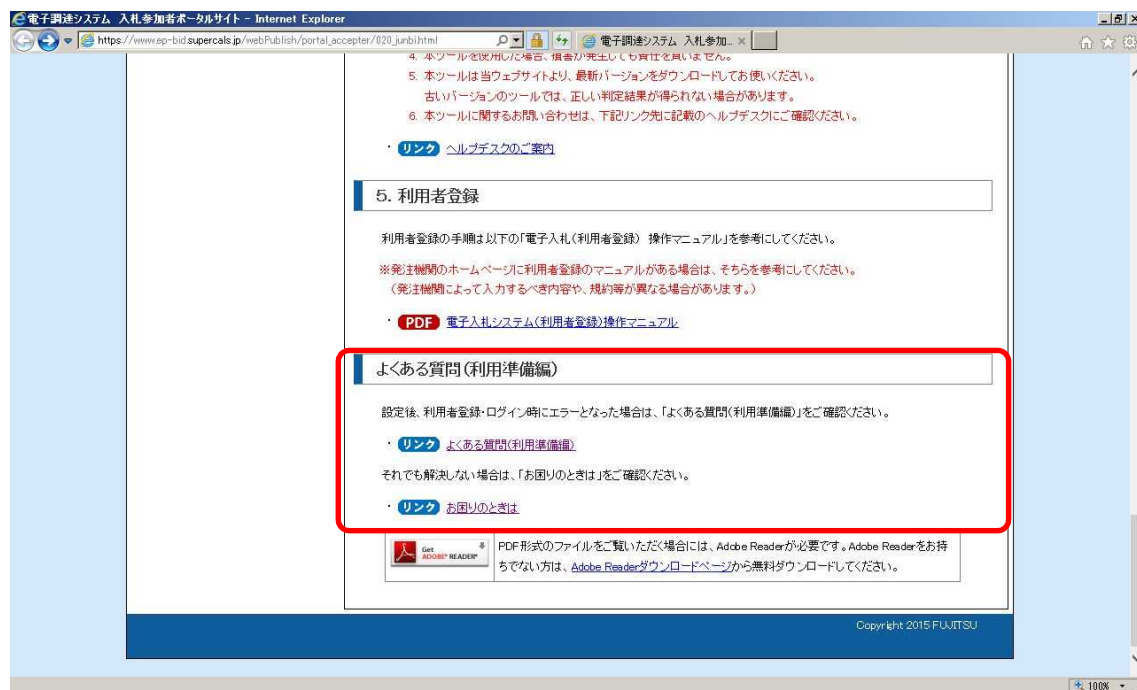 電子調達システム 入札参加者ポータルサイト - Internet Explorer
https://www.ep-bid.supercals.jp/webPublish/portal_accepter/020_junbi.html
電子調達システム 入札参加...
4. 本ツールを使用した場合、損害が発生しても責任を負いません。
5. 本ツールは当ウェブサイトより、最新バージョンをダウンロードしてお使いください。
古いバージョンのツールでは、正しい判定結果が得られない場合があります。
6. 本ツールに関するお問い合わせは、下記リンク先に記載のヘルプデスクにご確認ください。
・ リンク ヘルプデスクのご案内
5. 利用者登録
利用者登録の手順は以下の「電子入札(利用者登録) 操作マニュアル」を参考にしてください。
※発注機関のホームページに利用者登録のマニュアルがある場合は、そちらを参考にしてください。
(発注機関によって入力するべき内容や、規約等が異なる場合があります。)
・ PDF 電子入札システム(利用者登録)操作マニュアル
よくある質問(利用準備編)
設定後、利用者登録・ログイン時にエラーとなった場合は、「よくある質問(利用準備編)」をご確認ください。
・ リンク よくある質問(利用準備編)
それでも解決しない場合は、「お困りのときは」をご確認ください。
・ リンク お困りのときは
Get ADOBE® READER®
PDF形式のファイルをご覧いただく場合には、Adobe Readerが必要です。Adobe Readerをお持
ちでない方は、Adobe Readerダウンロードページから無料ダウンロードしてください。
Copyright 2015 FUJITSU
100%